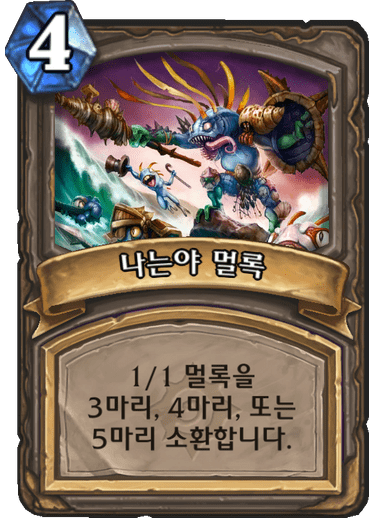 4
나는야 멀록
1/1 멀록을
3마리, 4마리, 또는
5마리 소환합니다.